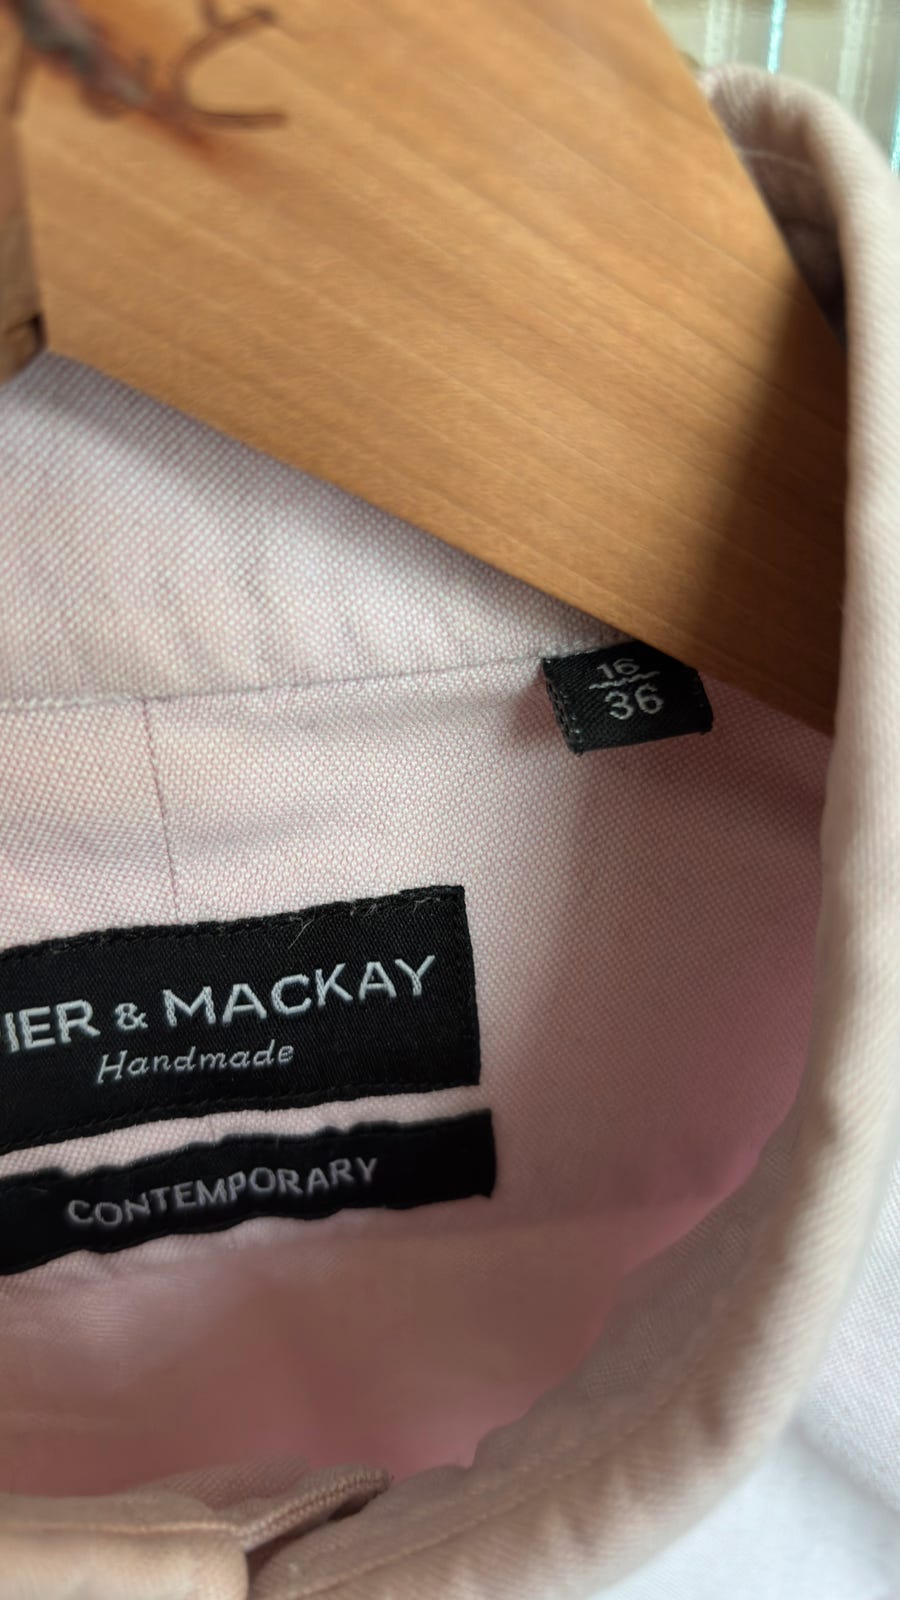 16
36
IER & MACKAY
Handmade
CONTEMPORARY